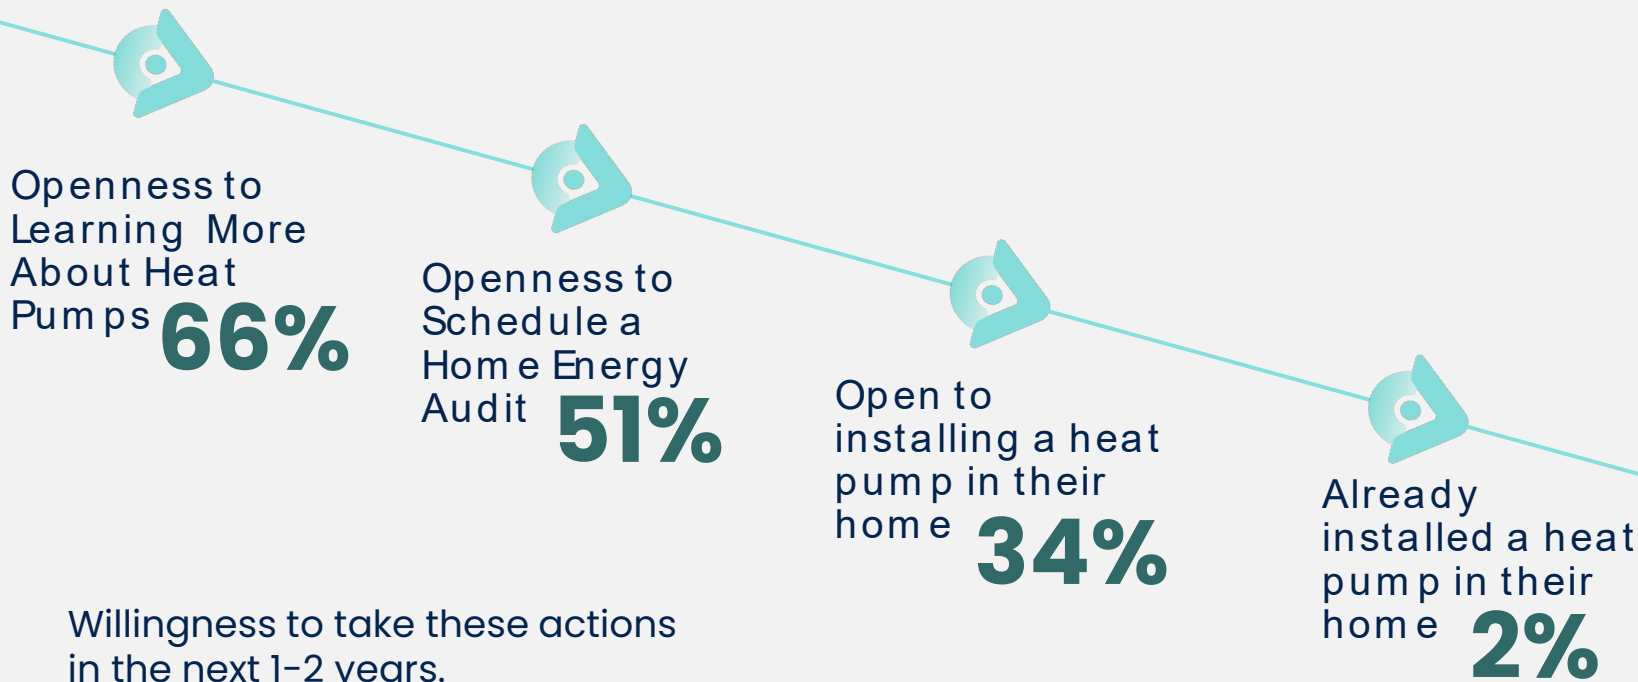 Openness to
Learning More
About Heat
Pumps 66%
Openness to
Schedule a
Home Energy
Audit 51%
Open to
installing a heat
pump in their
home 34%
Already
installed a heat
pump in their
home 2%
Willingness to take these actions
in the next 1-2 years.